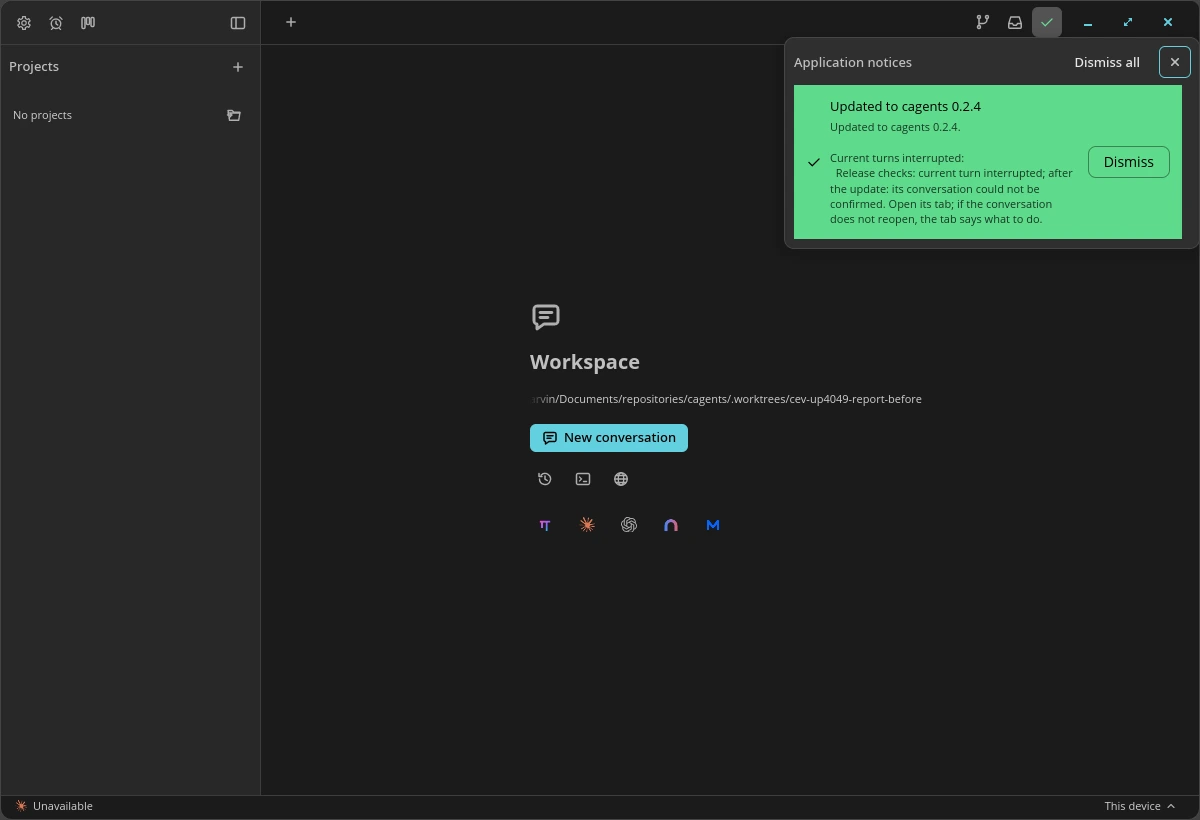 Projects
No projects
Application notices
Dismiss all
Updated to cagents 0.2.4
Updated to cagents 0.2.4.
Current turns interrupted:
Release checks: current turn interrupted; after
the update: its conversation could not be
confirmed. Open its tab; if the conversation
does not reopen, the tab says what to do.
Dismiss
Workspace
rvin/Documents/repositories/cagents/.worktrees/cev-up4049-report-before
New conversation
Unavailable
This device